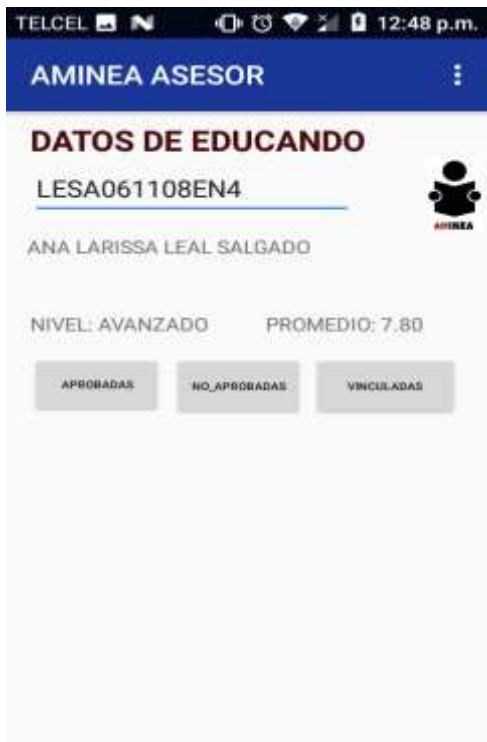 TELCEL 12:48 p.m.
AMINEA ASESOR
DATOS DE EDUCANDO
LESA061108EN4
AMINEA
ANA LARISSA LEAL SALGADO
NIVEL: AVANZADO PROMEDIO: 7.80
APROBADAS NO_APROBADAS VINCULADAS